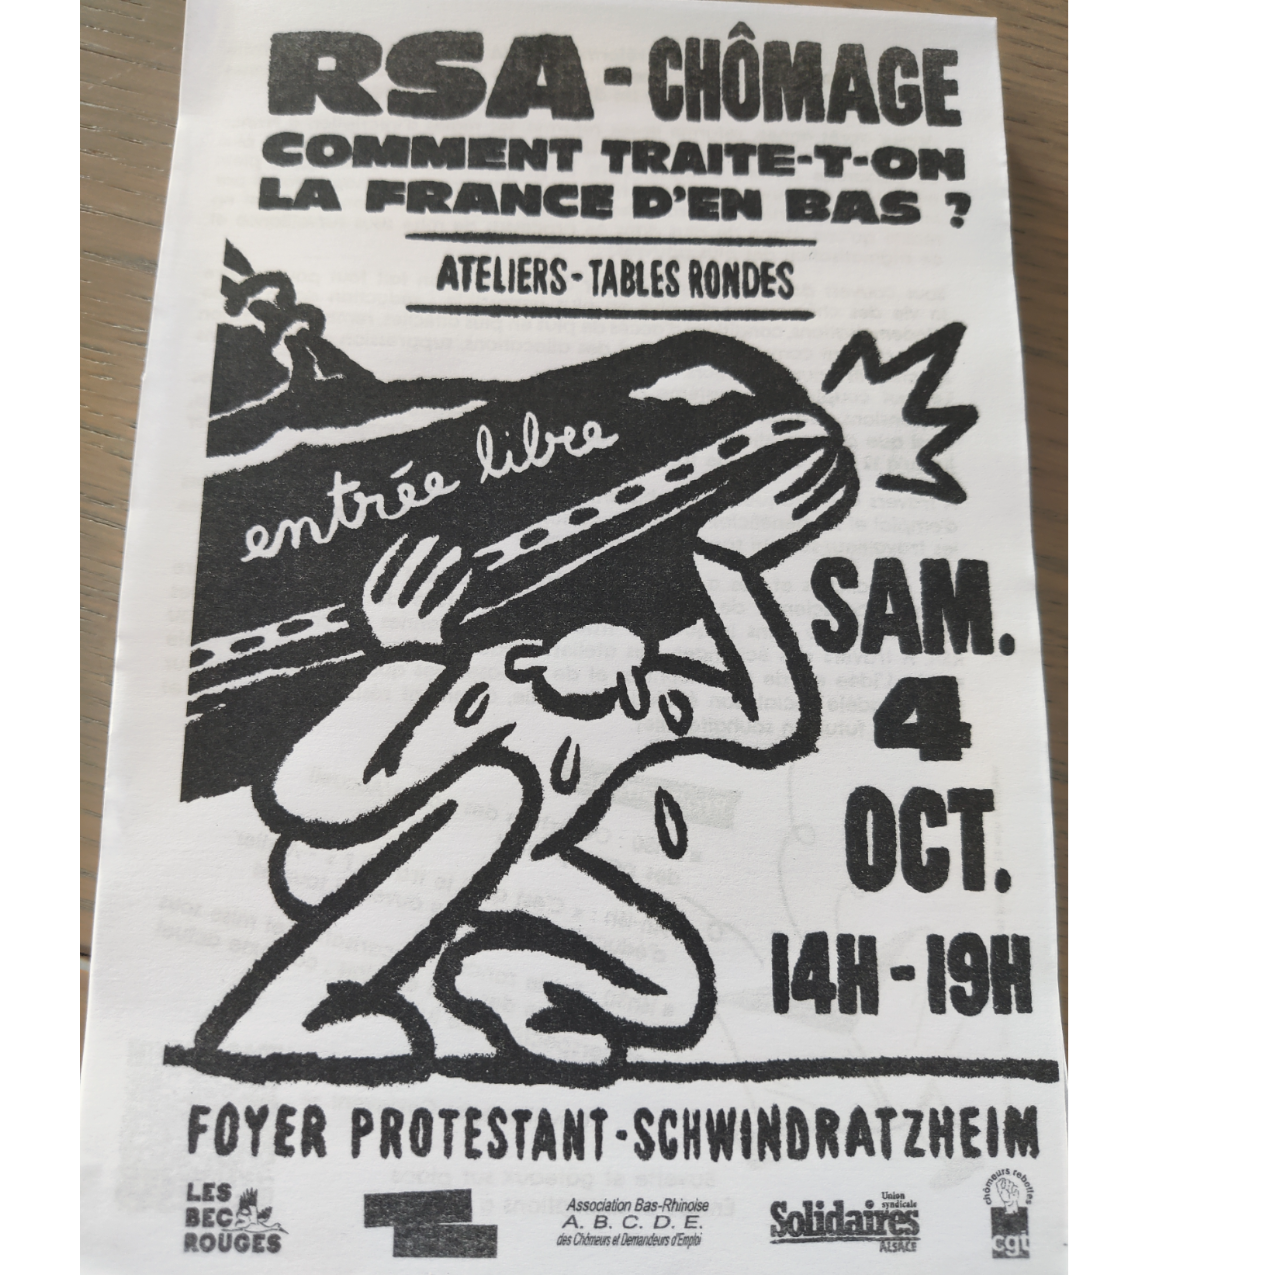 RSA - CHÔMAGE
COMMENT TRAITE-T-ON
LA FRANCE D'EN BAS ?
ATELIERS - TABLES RONDES
entrée libre
SAM.
4
OCT.
14H - 19H
FOYER PROTESTANT - SCHWINDRATZHEIM
LES
BEC
ROUGES
Association Bas-Rhinoise
A. B. C. D. E.
des Chômeurs et Demandeurs d'Emploi
Union
syndicale
Solidaires
ALSACE
chômeurs rebelles
cgt